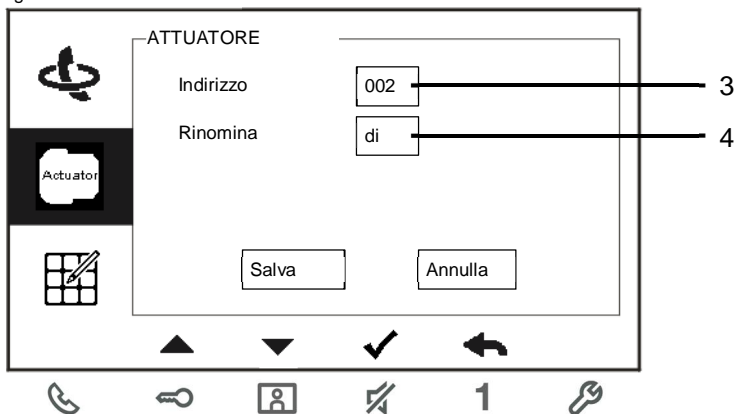 ATTUATORE
Indirizzo 002 3
Rinomina di 4
Actuator
Salva Annulla
1